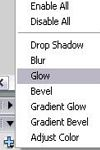 Enable All
Disable All
Drop Shadow
Blur
Glow
Bevel
Gradient Glow
Gradient Bevel
Adjust Color